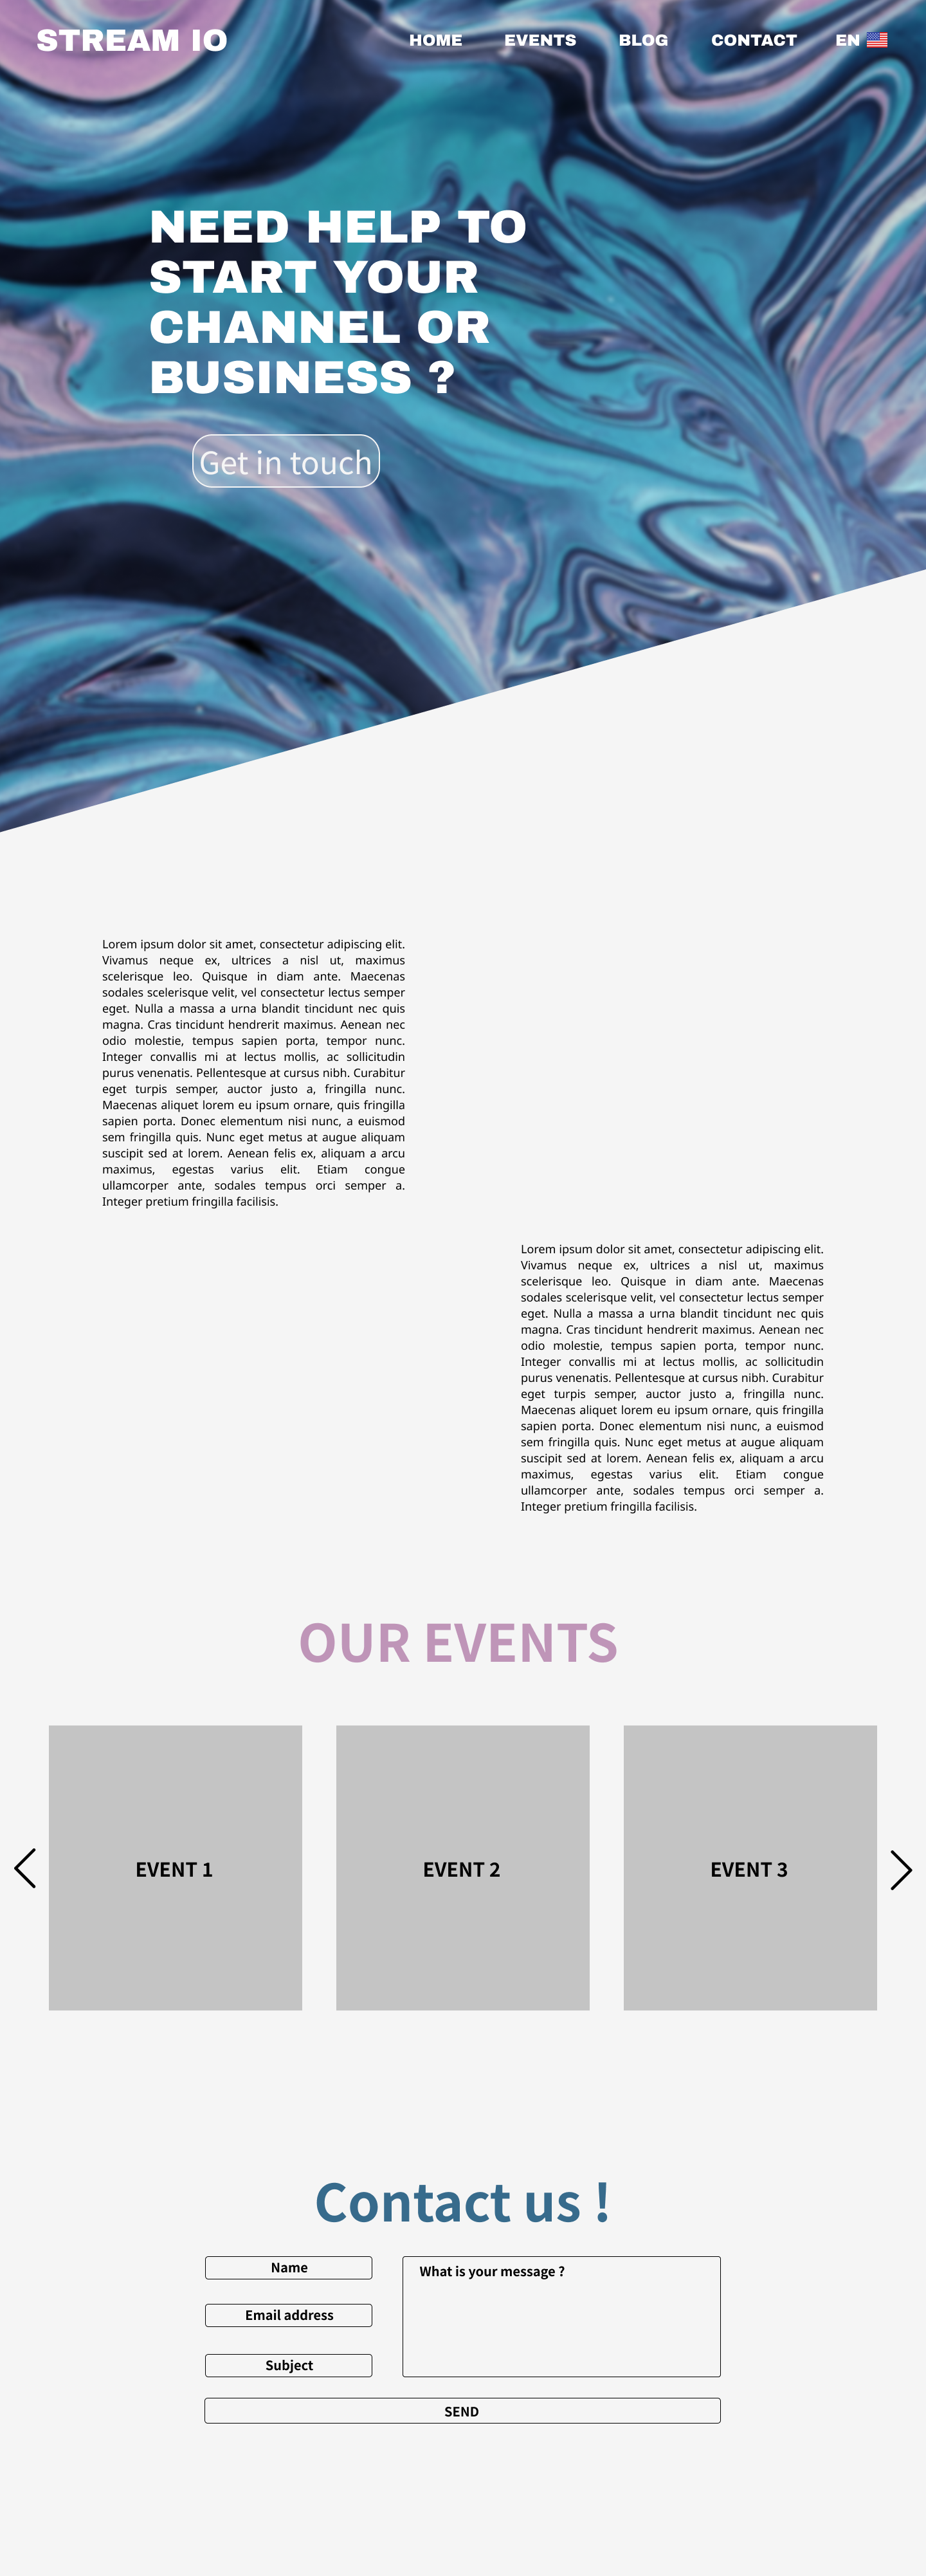 STREAM IO
HOME EVENTS BLOG CONTACT EN
NEED HELP TO
START YOUR
CHANNEL OR
BUSINESS ?
Get in touch
Lorem ipsum dolor sit amet, consectetur adipiscing elit.
Vivamus neque ex, ultrices a nisl ut, maximus
scelerisque leo. Quisque in diam ante. Maecenas
sodales scelerisque velit, vel consectetur lectus semper
eget. Nulla a massa a urna blandit tincidunt nec quis
magna. Cras tincidunt hendrerit maximus. Aenean nec
odio molestie, tempus sapien porta, tempor nunc.
Integer convallis mi at lectus mollis, ac sollicitudin
purus venenatis. Pellentesque at cursus nibh. Curabitur
eget turpis semper, auctor justo a, fringilla nunc.
Maecenas aliquet lorem eu ipsum ornare, quis fringilla
sapien porta. Donec elementum nisi nunc, a euismod
sem fringilla quis. Nunc eget metus at augue aliquam
suscipit sed at lorem. Aenean felis ex, aliquam a arcu
maximus, egestas varius elit. Etiam congue
ullamcorper ante, sodales tempus orci semper a.
Integer pretium fringilla facilisis.
Lorem ipsum dolor sit amet, consectetur adipiscing elit.
Vivamus neque ex, ultrices a nisl ut, maximus
scelerisque leo. Quisque in diam ante. Maecenas
sodales scelerisque velit, vel consectetur lectus semper
eget. Nulla a massa a urna blandit tincidunt nec quis
magna. Cras tincidunt hendrerit maximus. Aenean nec
odio molestie, tempus sapien porta, tempor nunc.
Integer convallis mi at lectus mollis, ac sollicitudin
purus venenatis. Pellentesque at cursus nibh. Curabitur
eget turpis semper, auctor justo a, fringilla nunc.
Maecenas aliquet lorem eu ipsum ornare, quis fringilla
sapien porta. Donec elementum nisi nunc, a euismod
sem fringilla quis. Nunc eget metus at augue aliquam
suscipit sed at lorem. Aenean felis ex, aliquam a arcu
maximus, egestas varius elit. Etiam congue
ullamcorper ante, sodales tempus orci semper a.
Integer pretium fringilla facilisis.
OUR EVENTS
EVENT 1
EVENT 2
EVENT 3
Contact us !
Name
Email address
Subject
What is your message ?
SEND